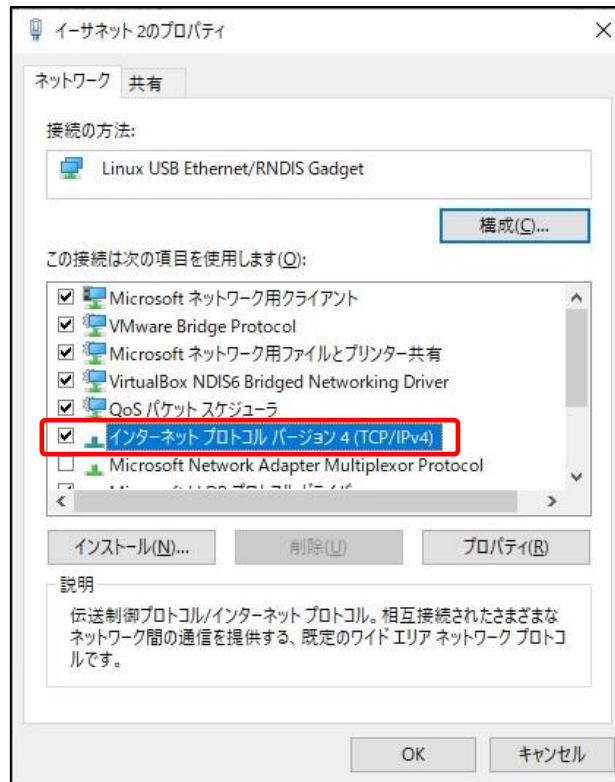 イーサネット 2のプロパティ
ネットワーク 共有
接続の方法:
Linux USB Ethernet/RNDIS Gadget
構成(C)...
この接続は次の項目を使用します(O):
Microsoft ネットワーク用クライアント
VMware Bridge Protocol
Microsoft ネットワーク用ファイルとプリンター共有
VirtualBox NDIS6 Bridged Networking Driver
QoS パケット スケジューラ
インターネット プロトコル バージョン 4 (TCP/IPv4)
Microsoft Network Adapter Multiplexor Protocol
インストール(N)... 削除(U) プロパティ(R)
説明
伝送制御プロトコル/インターネット プロトコル。相互接続されたさまざまな
ネットワーク間の通信を提供する、既定のワイド エリア ネットワーク プロトコ
ルです。
OK キャンセル